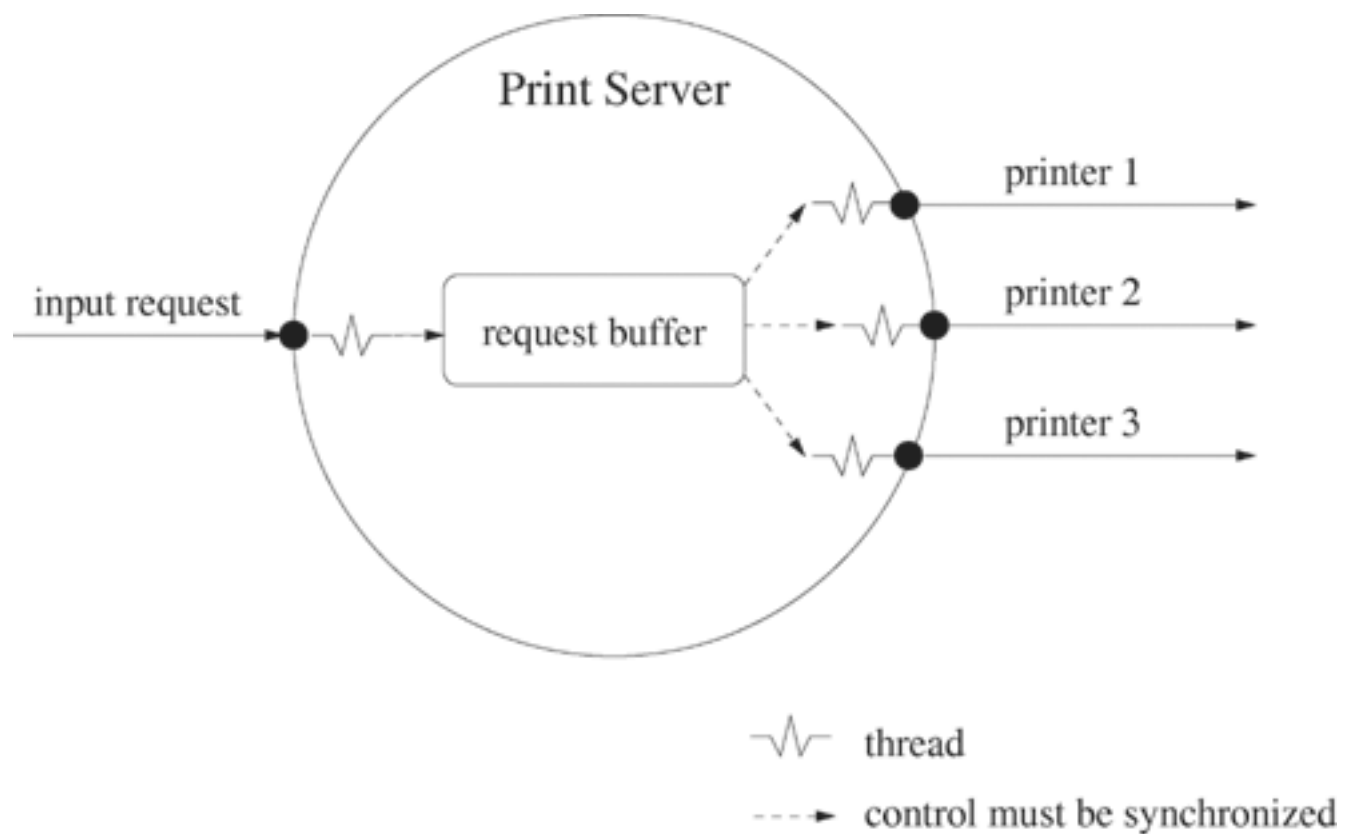 Print Server
printer 1
input request
request buffer
printer 2
printer 3
thread
control must be synchronized